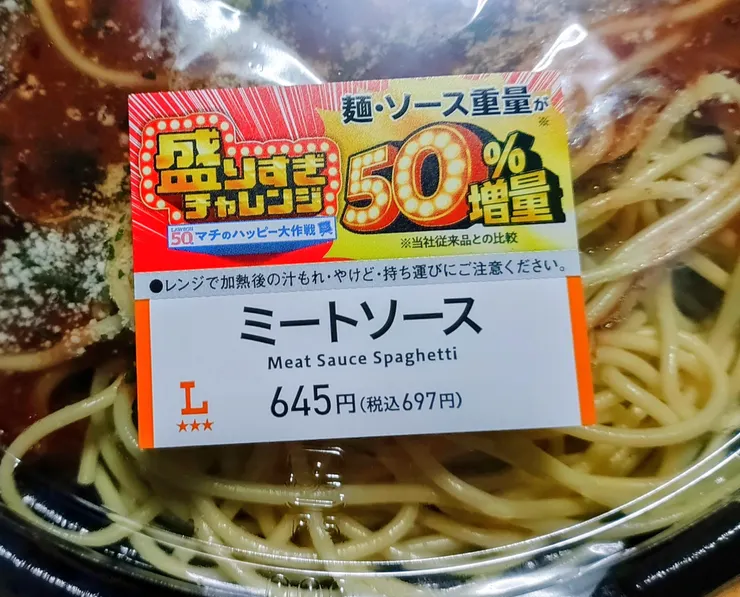 麺・ソース重量が
盛りすぎ
チャレンジ
50%
増量
※
LAWSON
50th マチのハッピー大作戦
※当社従来品との比較
●レンジで加熱後の汁もれ・やけど・持ち運びにご注意ください。
ミートソース
Meat Sauce Spaghetti
L
645円(税込697円)